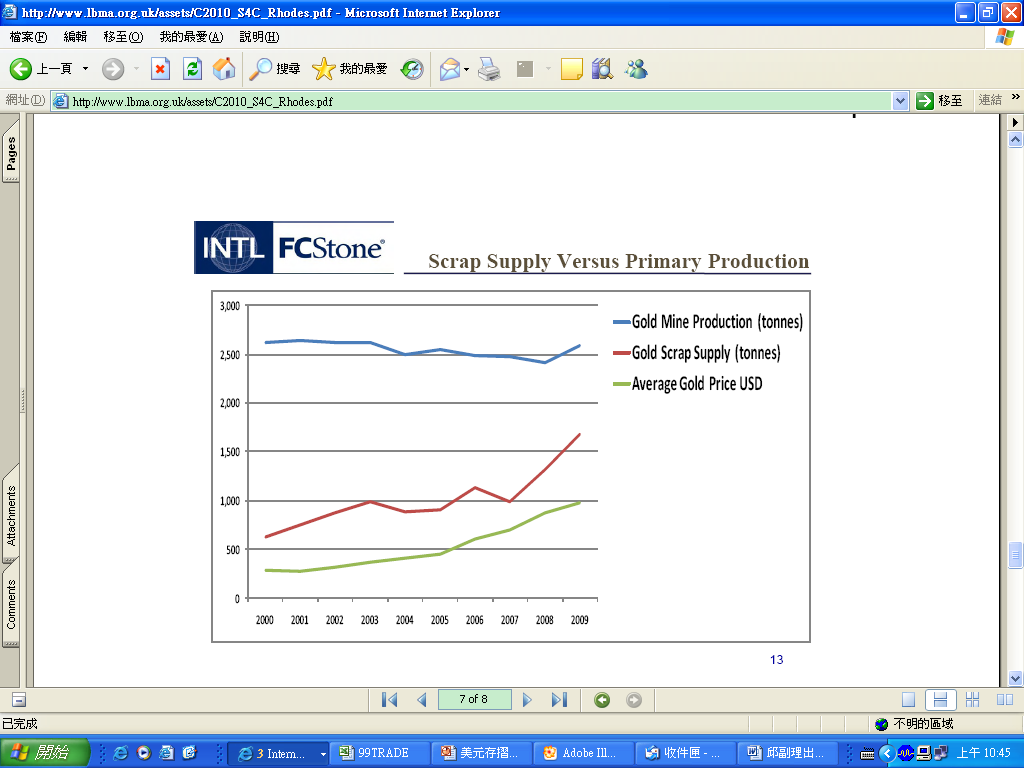 http://www.lbma.org.uk/assets/C2010_S4C_Rhodes.pdf - Microsoft Internet Explorer
檔案(F) 編輯 移至(O) 我的最愛(A) 說明(H)
上一頁 搜尋 我的最愛
網址(D) http://www.lbma.org.uk/assets/C2010_S4C_Rhodes.pdf 移至 連結 »
Pages
Attachments
Comments
INTL FCStone®
Scrap Supply Versus Primary Production
3,000
2,500
2,000
1,500
1,000
500
0
2000 2001 2002 2003 2004 2005 2006 2007 2008 2009
Gold Mine Production (tonnes)
Gold Scrap Supply (tonnes)
Average Gold Price USD
13
7 of 8
已完成 不明的區域
開始 3 Intern... 99TRADE 美元存摺... Adobe Ill... 收件匣 - ... 邱副理出... 上午 10:45